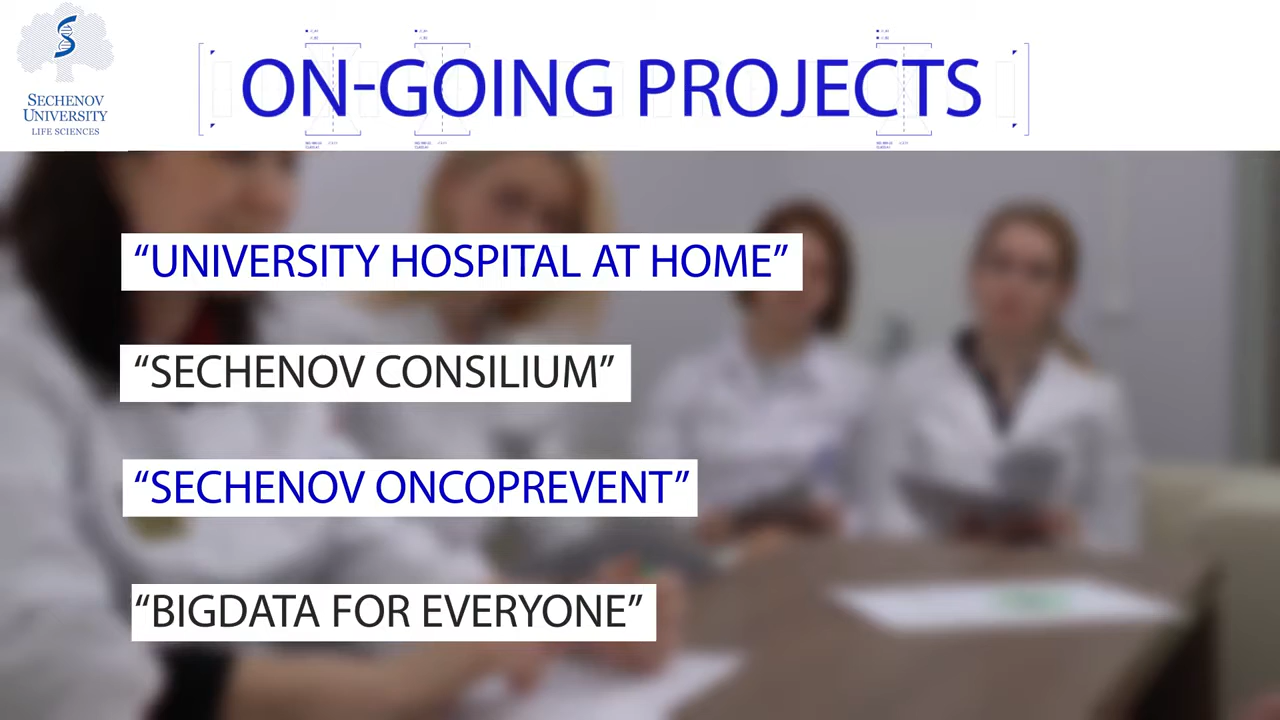 SECHENOV
UNIVERSITY
LIFE SCIENCES
ON-GOING PROJECTS
“UNIVERSITY HOSPITAL AT HOME”
“SECHENOV CONSILIUM”
“SECHENOV ONCOPREVENT”
“BIGDATA FOR EVERYONE”